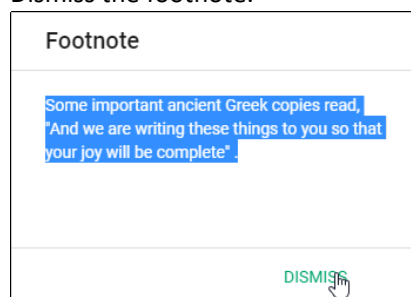 Dismiss the footnote.
Footnote
Some important ancient Greek copies read,
"And we are writing these things to you so that
your joy will be complete" .
DISMISS